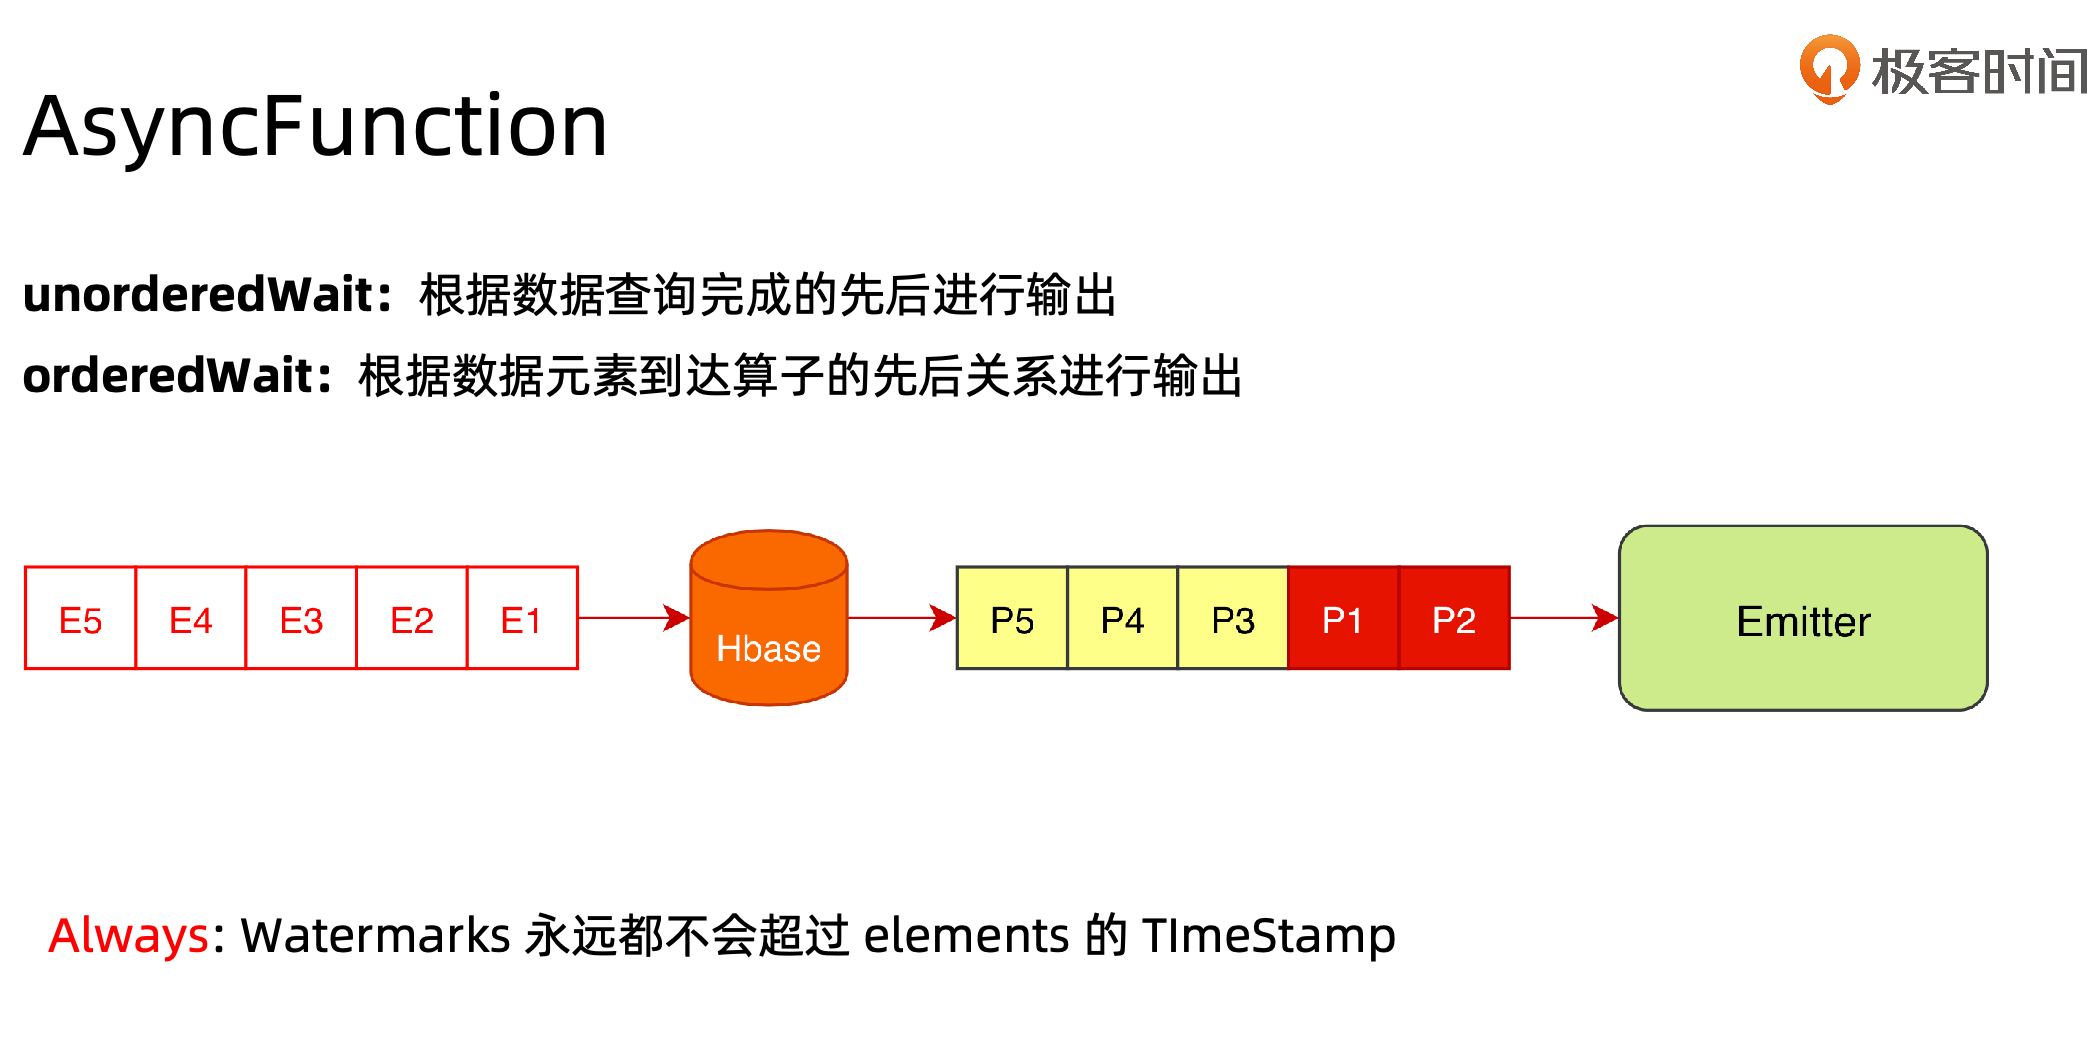 极客时间
AsyncFunction
unorderedWait：根据数据查询完成的先后进行输出
orderedWait：根据数据元素到达算子的先后关系进行输出
E5 E4 E3 E2 E1
Hbase
P5 P4 P3 P1 P2
Emitter
Always: Watermarks 永远都不会超过 elements 的 TImeStamp